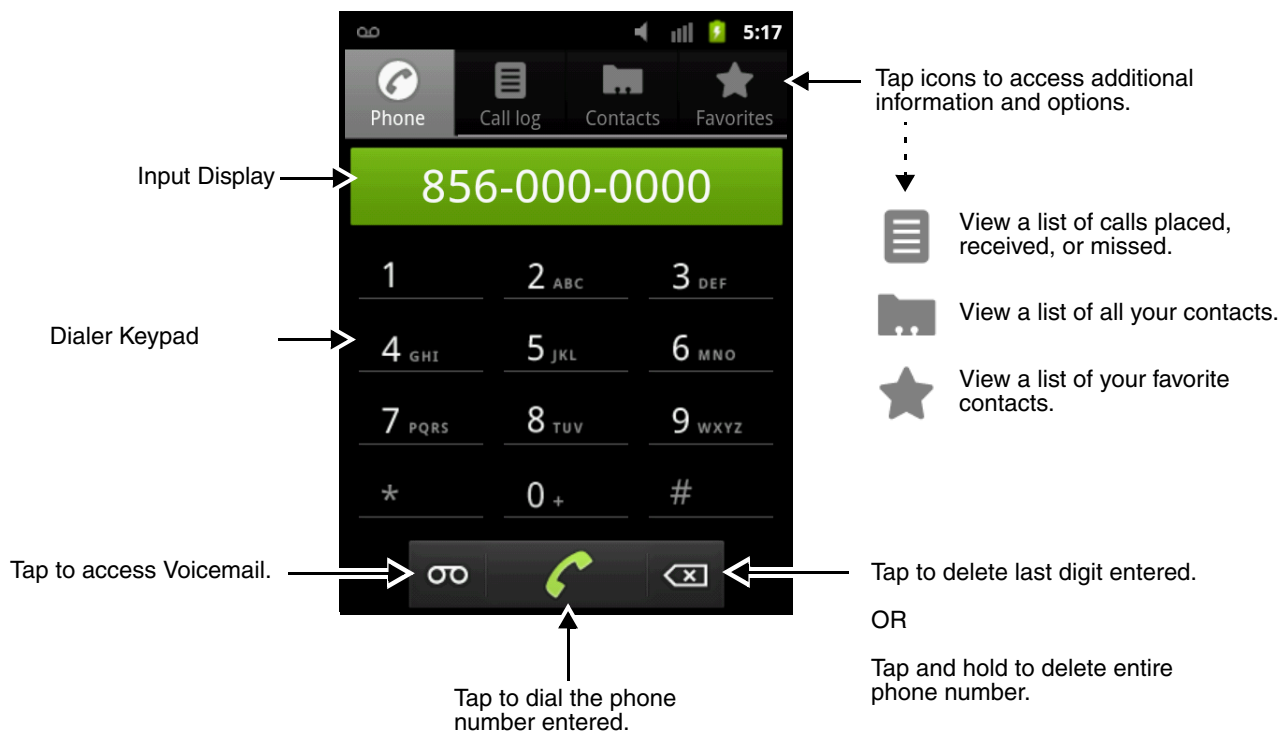 5:17
Phone
Call log
Contacts
Favorites
Tap icons to access additional
information and options.
Input Display
856-000-0000
View a list of calls placed,
received, or missed.
1
2 ABC
3 DEF
View a list of all your contacts.
Dialer Keypad
4 GHI
5 JKL
6 MNO
View a list of your favorite
contacts.
7 PQRS
8 TUV
9 WXYZ
*
0 +
#
Tap to access Voicemail.
Tap to delete last digit entered.
OR
Tap and hold to delete entire
phone number.
Tap to dial the phone
number entered.